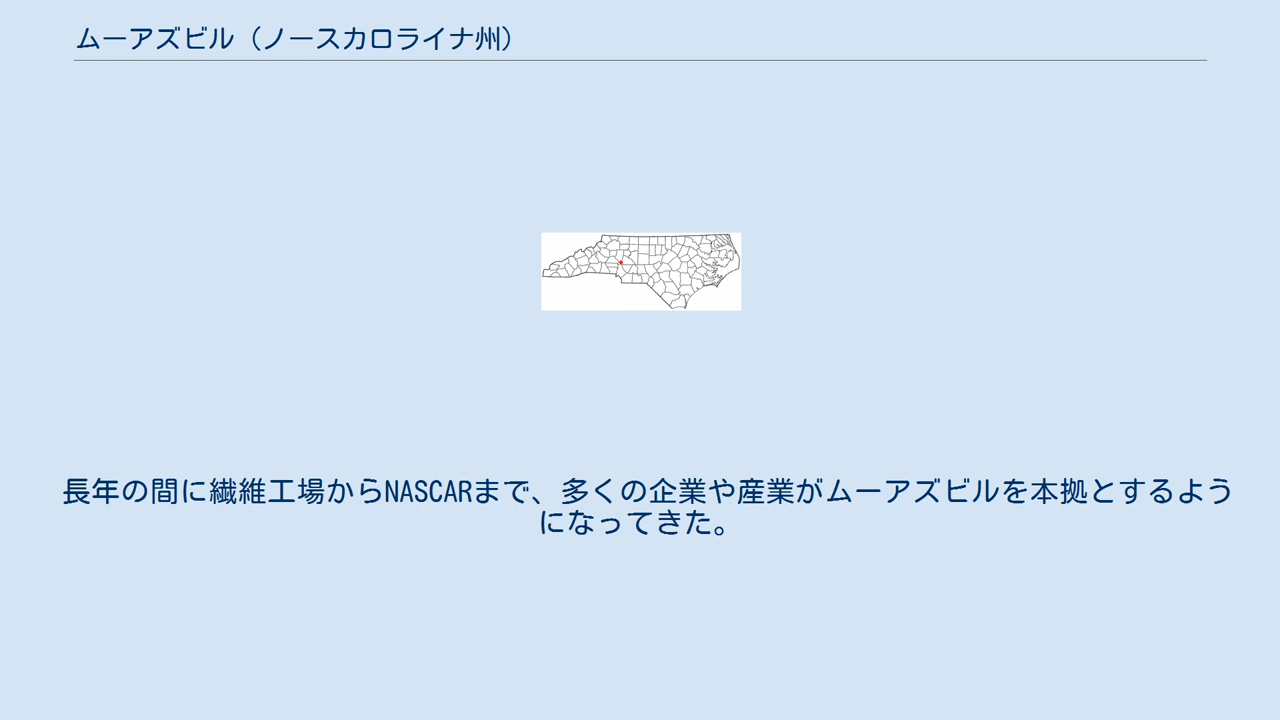 ムーアズビル（ノースカロライナ州）
長年の間に繊維工場からNASCARまで、多くの企業や産業がムーアズビルを本拠とするよう
になってきた。